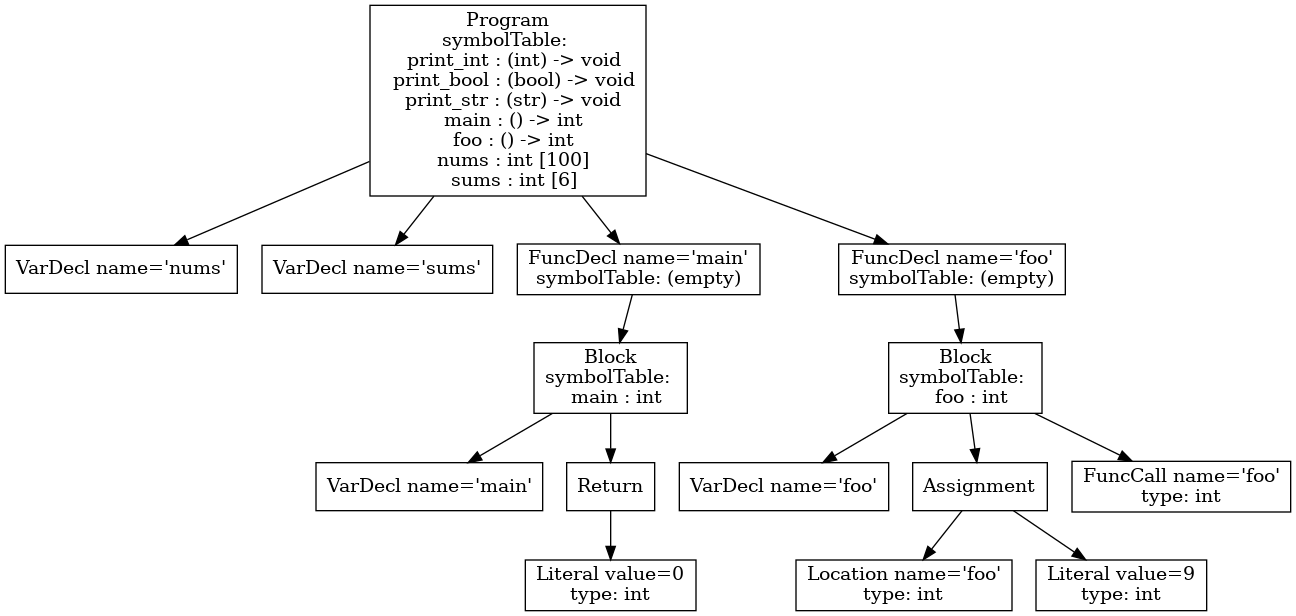 Program
symbolTable:
print_int : (int) -> void
print_bool : (bool) -> void
print_str : (str) -> void
main : () -> int
foo : () -> int
nums : int [100]
sums : int [6]
VarDecl name='nums'
VarDecl name='sums'
FuncDecl name='main'
symbolTable: (empty)
FuncDecl name='foo'
symbolTable: (empty)
Block
symbolTable:
main : int
Block
symbolTable:
foo : int
VarDecl name='main'
Return
VarDecl name='foo'
Assignment
FuncCall name='foo'
type: int
Literal value=0
type: int
Location name='foo'
type: int
Literal value=9
type: int